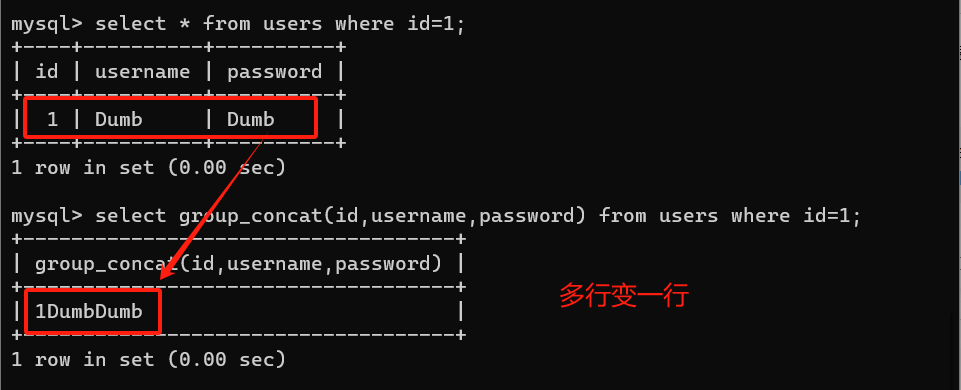 mysql> select * from users where id=1;
+----+----------+----------+
| id | username | password |
+----+----------+----------+
|  1 | Dumb     | Dumb     |
+----+----------+----------+
1 row in set (0.00 sec)
mysql> select group_concat(id,username,password) from users where id=1;
+------------------------------------+
| group_concat(id,username,password) |
+------------------------------------+
| 1DumbDumb                          |
+------------------------------------+
1 row in set (0.00 sec)
多行变一行